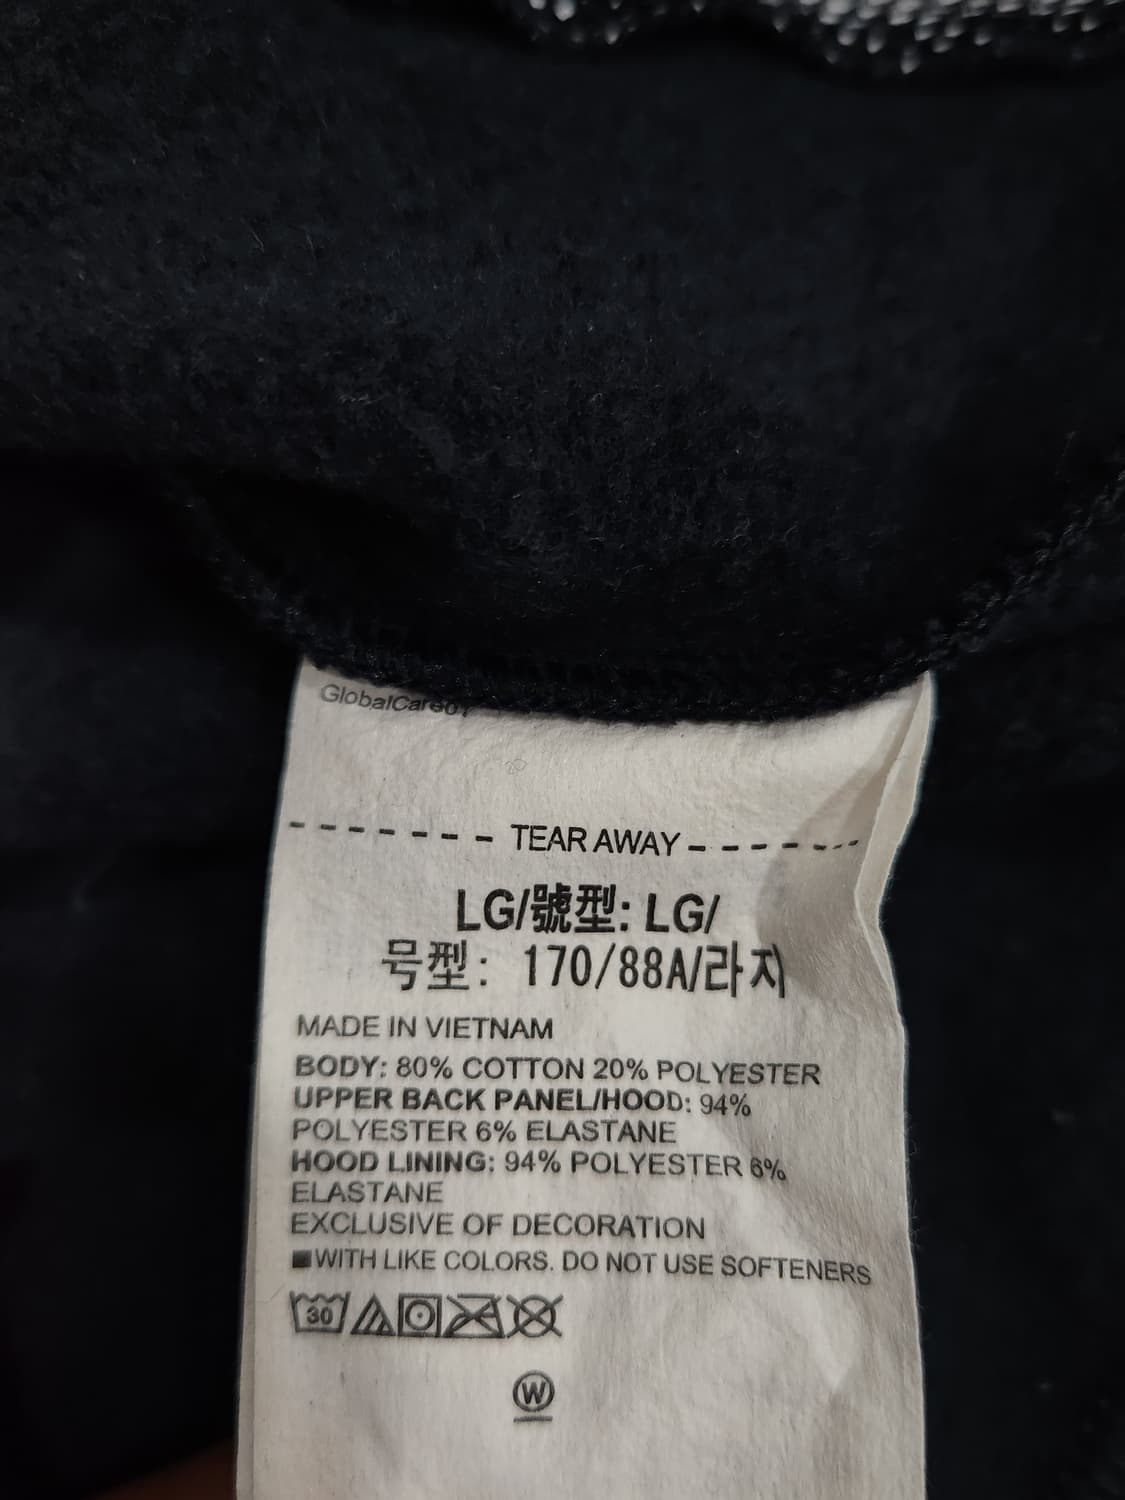 GlobalCare01
- - - - - - - TEAR AWAY - - - - - - -
LG/號型: LG/
号型: 170/88A/라지
MADE IN VIETNAM
BODY: 80% COTTON 20% POLYESTER
UPPER BACK PANEL/HOOD: 94%
POLYESTER 6% ELASTANE
HOOD LINING: 94% POLYESTER 6%
ELASTANE
EXCLUSIVE OF DECORATION
■WITH LIKE COLORS. DO NOT USE SOFTENERS
30
W